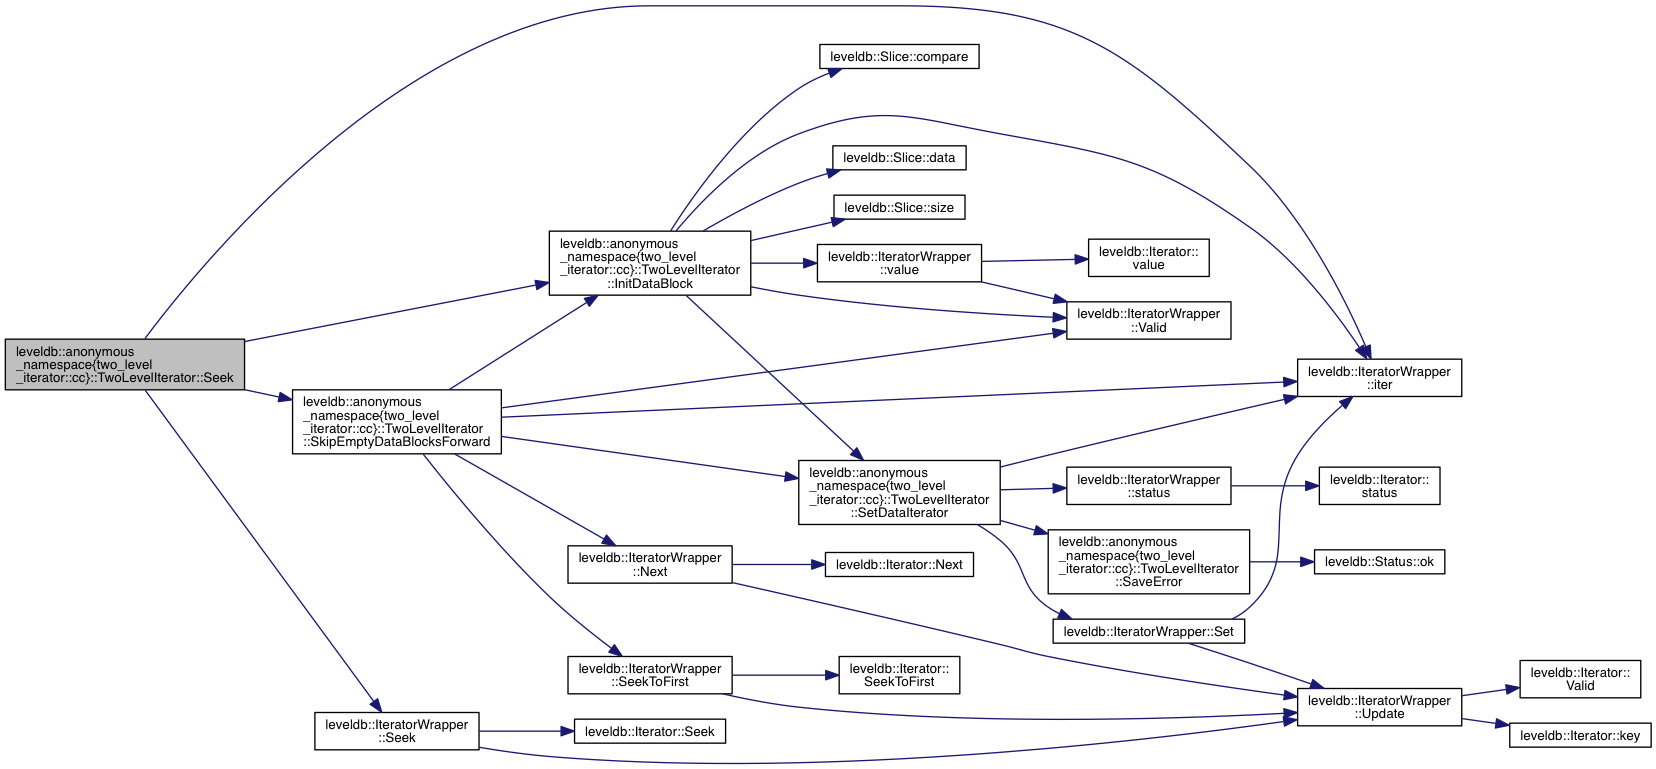 leveldb::Slice::compare
leveldb::Slice::data
leveldb::Slice::size
leveldb::anonymous
_namespace{two_level
_iterator::cc}::TwoLevelIterator
::InitDataBlock
leveldb::IteratorWrapper
::value
leveldb::Iterator::
value
leveldb::IteratorWrapper
::Valid
leveldb::anonymous
_namespace{two_level
_iterator::cc}::TwoLevelIterator::Seek
leveldb::IteratorWrapper
::iter
leveldb::anonymous
_namespace{two_level
_iterator::cc}::TwoLevelIterator
::SkipEmptyDataBlocksForward
leveldb::anonymous
_namespace{two_level
_iterator::cc}::TwoLevelIterator
::SetDataIterator
leveldb::IteratorWrapper
::status
leveldb::Iterator::
status
leveldb::anonymous
_namespace{two_level
_iterator::cc}::TwoLevelIterator
::SaveError
leveldb::Status::ok
leveldb::IteratorWrapper
::Next
leveldb::Iterator::Next
leveldb::IteratorWrapper::Set
leveldb::IteratorWrapper
::SeekToFirst
leveldb::Iterator::
SeekToFirst
leveldb::IteratorWrapper
::Update
leveldb::Iterator::
Valid
leveldb::IteratorWrapper
::Seek
leveldb::Iterator::Seek
leveldb::Iterator::key